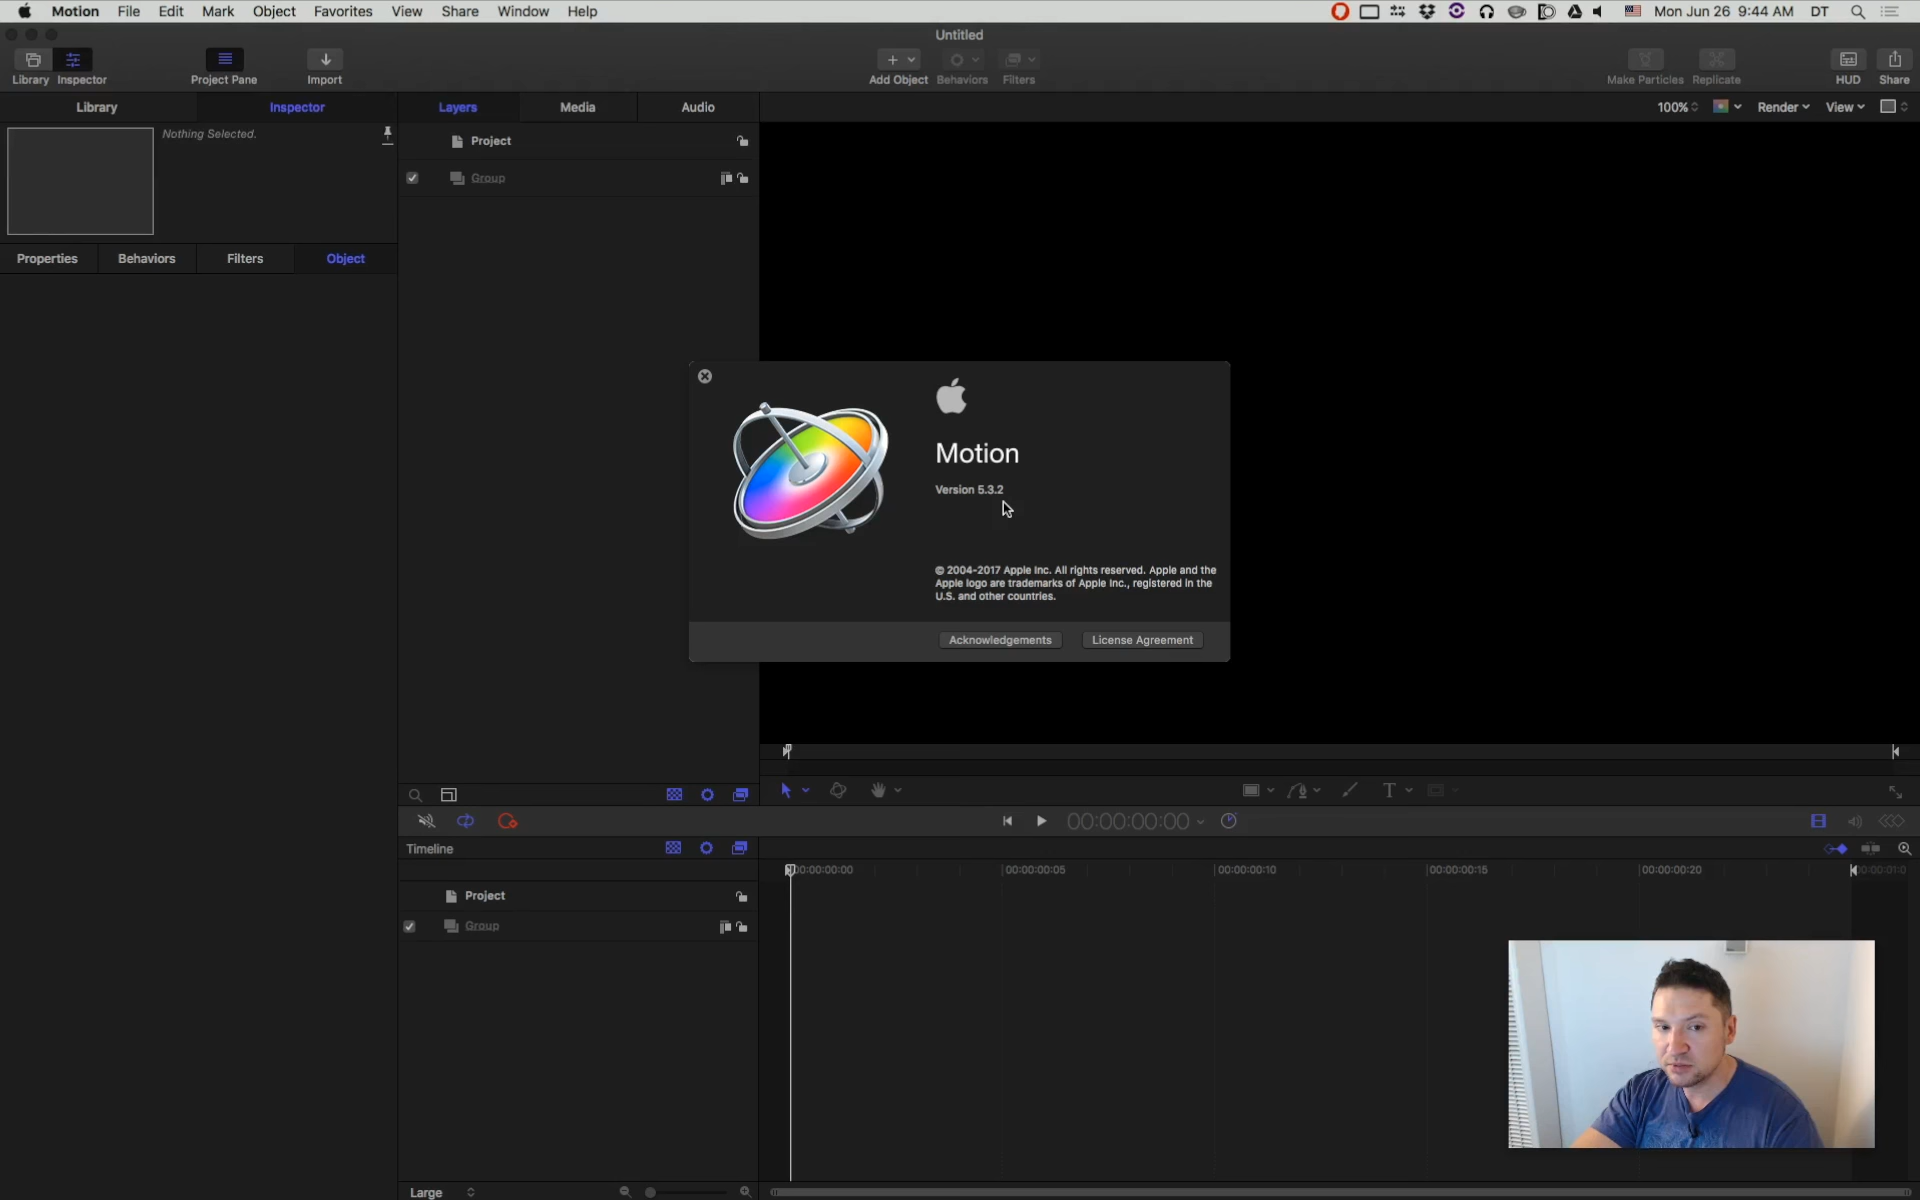 Motion File Edit Mark Object Favorites View Share Window Help
Mon Jun 26 9:44 AM DT
Untitled
Library Inspector Project Pane Import Add Object Behaviors Filters Make Particles Replicate HUD Share
Library Inspector Layers Media Audio 100% Render View
Nothing Selected.
Project
Group
Properties Behaviors Filters Object
Motion
Version 5.3.2
© 2004-2017 Apple Inc. All rights reserved. Apple and the
Apple logo are trademarks of Apple Inc., registered in the
U.S. and other countries.
Acknowledgements License Agreement
T
00:00:00:00
Timeline
00:00:00:00 00:00:00:05 00:00:00:10 00:00:00:15 00:00:00:20
Project
Group
Large